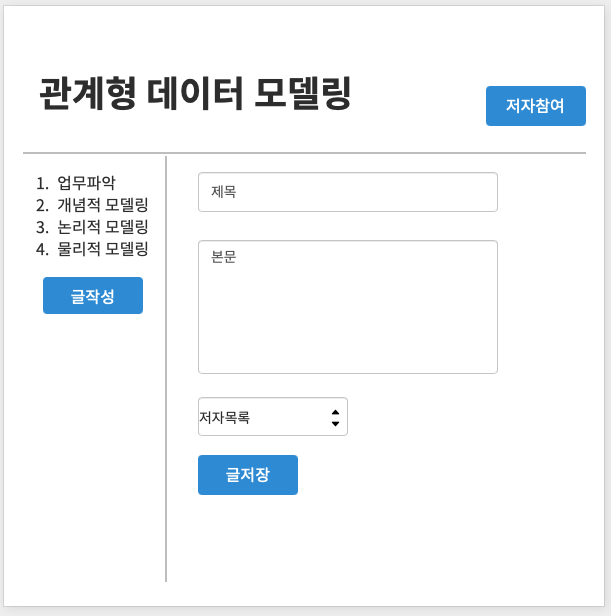 관계형 데이터 모델링
저자참여
1. 업무파악
2. 개념적 모델링
3. 논리적 모델링
4. 물리적 모델링
글작성
제목
본문
저자목록
글저장